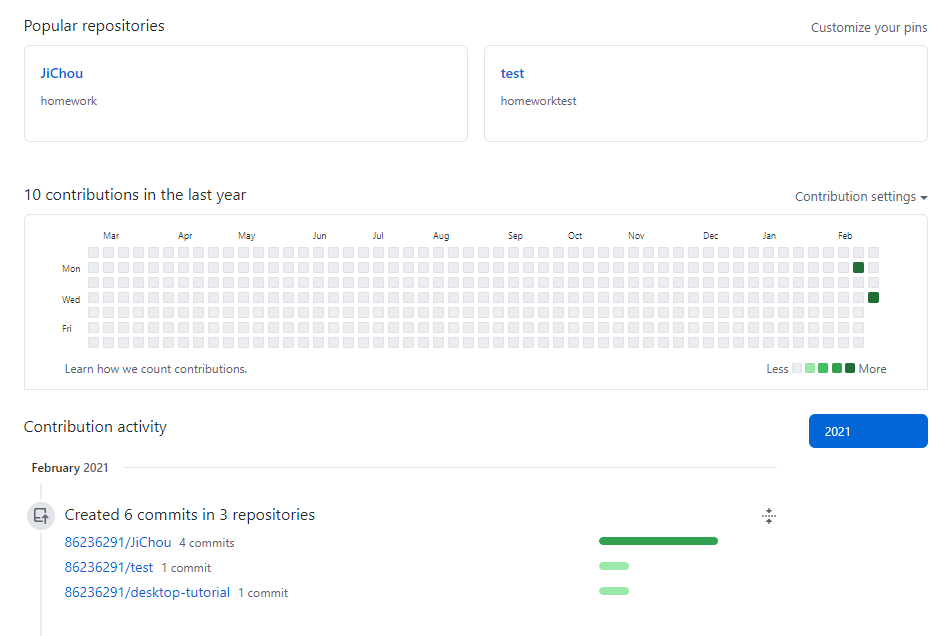 Popular repositories
Customize your pins
JiChou
test
homework
homeworktest
10 contributions in the last year
Contribution settings
Mar Apr May Jun Jul Aug Sep Oct Nov Dec Jan Feb
Mon
Wed
Fri
Learn how we count contributions.
Less More
Contribution activity
2021
February 2021
Created 6 commits in 3 repositories
86236291/JiChou 4 commits
86236291/test 1 commit
86236291/desktop-tutorial 1 commit